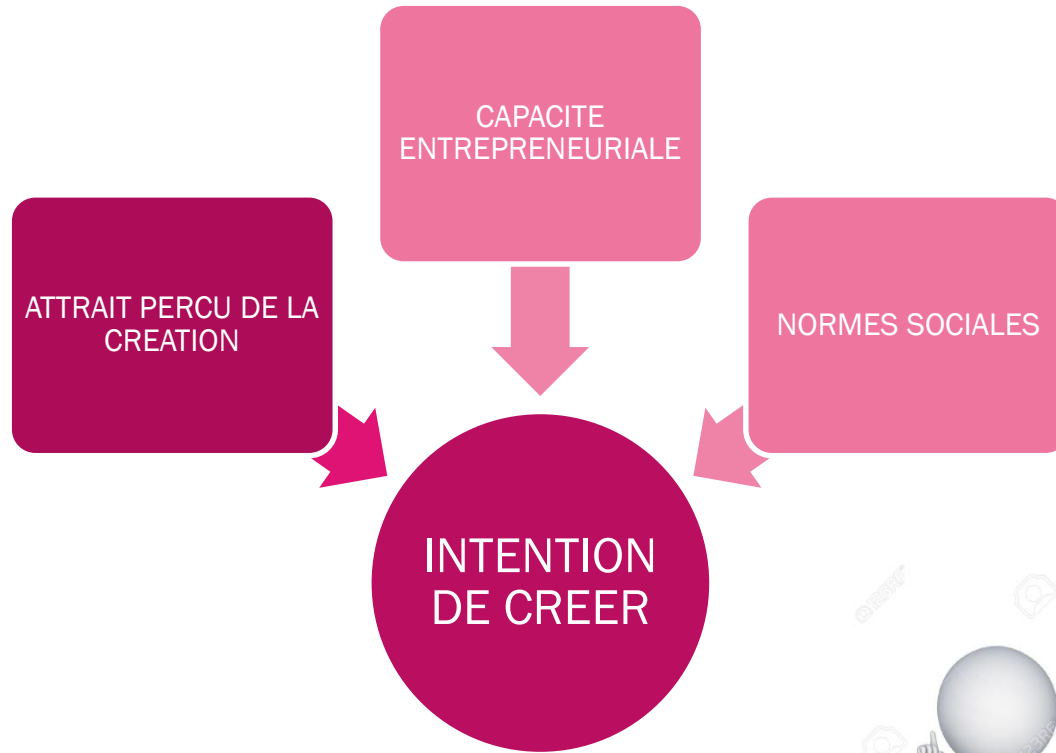 CAPACITE
ENTREPRENEURIALE
ATTRAIT PERCU DE LA
CREATION
NORMES SOCIALES
INTENTION
DE CREER